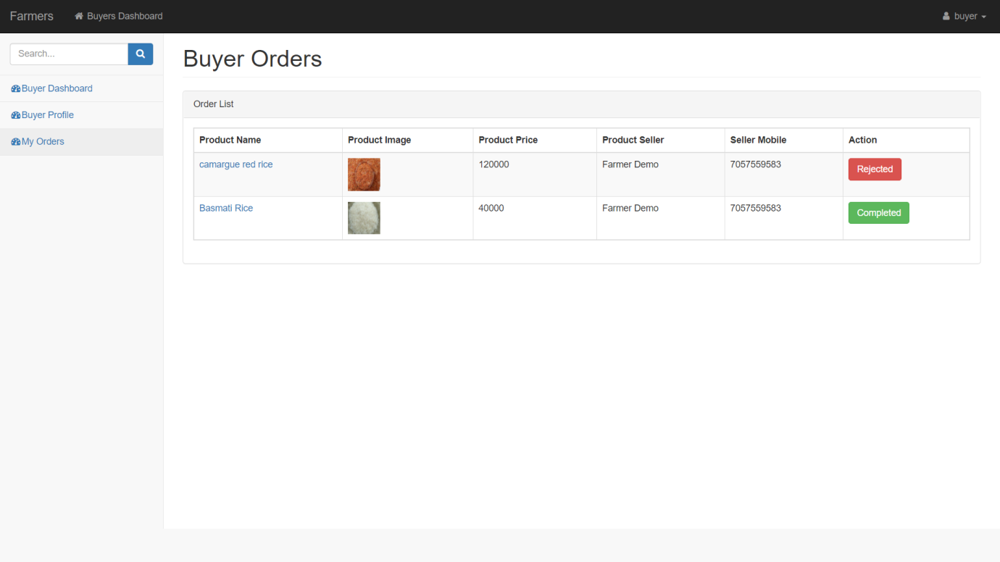 Farmers Buyers Dashboard buyer
Search...
Buyer Dashboard
Buyer Profile
My Orders
Buyer Orders
Order List
Product Name Product Image Product Price Product Seller Seller Mobile Action
camargue red rice 120000 Farmer Demo 7057559583 Rejected
Basmati Rice 40000 Farmer Demo 7057559583 Completed